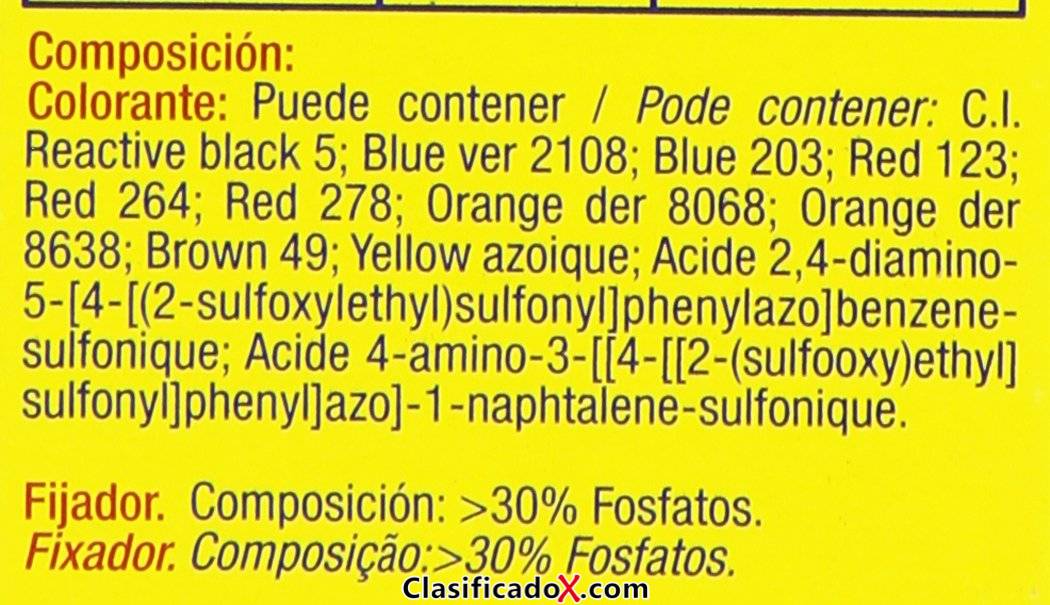 Composición:
Colorante: Puede contener / Pode contener: C.I.
Reactive black 5; Blue ver 2108; Blue 203; Red 123;
Red 264; Red 278; Orange der 8068; Orange der
8638; Brown 49; Yellow azoique; Acide 2,4-diamino-
5-[4-[(2-sulfoxylethyl)sulfonyl]phenylazo]benzene-
sulfonique; Acide 4-amino-3-[[4-[[2-(sulfooxy)ethyl]
sulfonyl]phenyl]azo]-1-naphtalene-sulfonique.
Fijador. Composición: >30% Fosfatos.
Fixador. Composição:>30% Fosfatos.
ClasificadoX.com